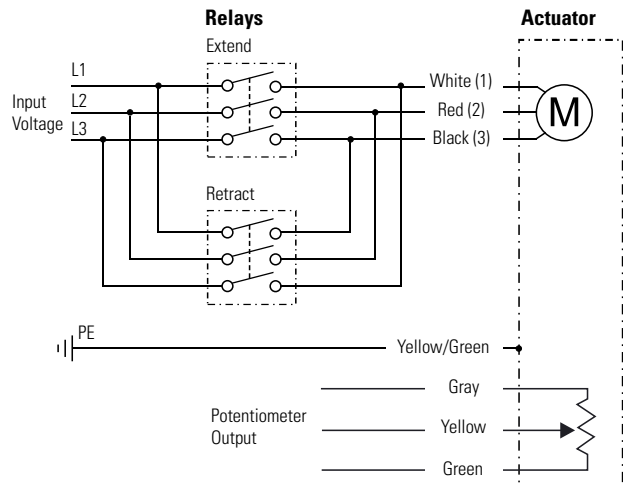 Relays
Actuator
Extend
L1
L2
L3
Input
Voltage
White (1)
Red (2)
Black (3)
M
Retract
PE
Yellow/Green
Gray
Potentiometer
Output
Yellow
Green